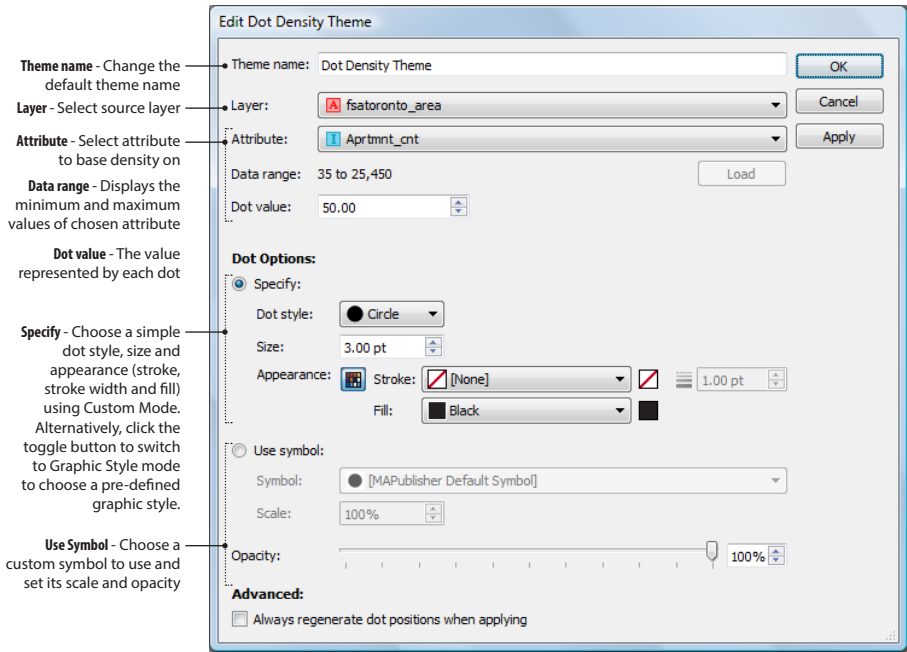 Edit Dot Density Theme
Theme name - Change the
default theme name
Layer - Select source layer
Attribute - Select attribute
to base density on
Data range - Displays the
minimum and maximum
values of chosen attribute
Dot value - The value
represented by each dot
Specify - Choose a simple
dot style, size and
appearance (stroke,
stroke width and fill)
using Custom Mode.
Alternatively, click the
toggle button to switch
to Graphic Style mode
to choose a pre-defined
graphic style.
Use Symbol - Choose a
custom symbol to use and
set its scale and opacity
Theme name: Dot Density Theme OK
Layer: A fsatoronto_area Cancel
Attribute: I Aprtmnt_cnt Apply
Data range: 35 to 25,450 Load
Dot value: 50.00
Dot Options:
Specify:
Dot style: Circle
Size: 3.00 pt
Appearance: Stroke: [None] 1.00 pt
Fill: Black
Use symbol:
Symbol: [MAPublisher Default Symbol]
Scale: 100%
Opacity: 100%
Advanced:
Always regenerate dot positions when applying